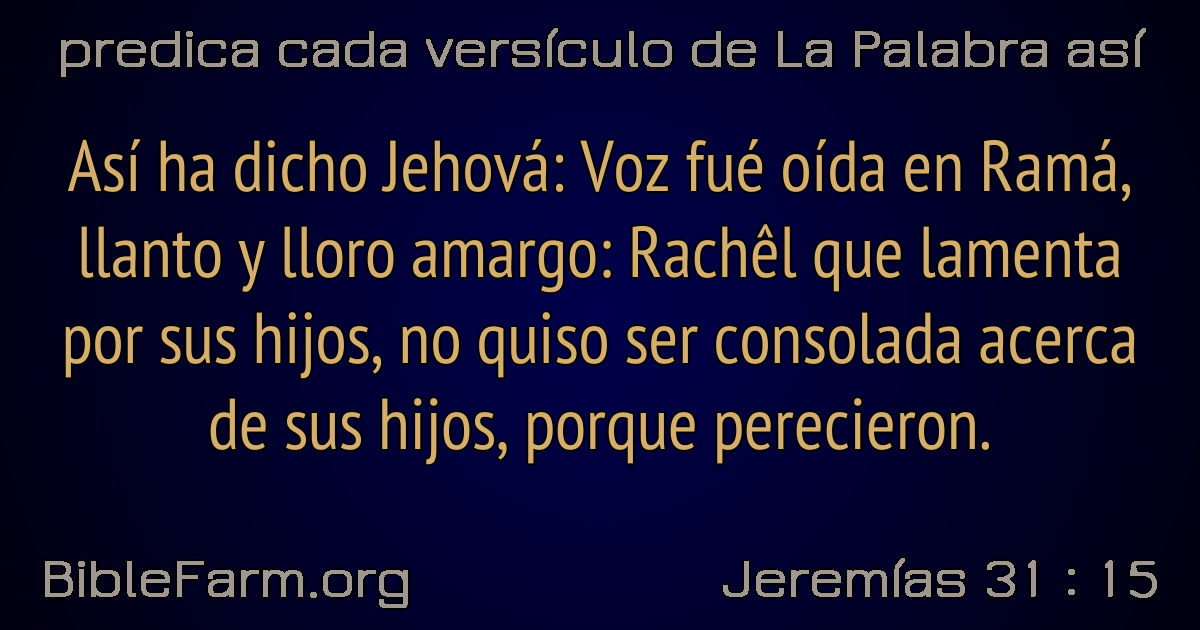 predica cada versículo de La Palabra así
Así ha dicho Jehová: Voz fué oída en Ramá,
llanto y lloro amargo: Rachêl que lamenta
por sus hijos, no quiso ser consolada acerca
de sus hijos, porque perecieron.
BibleFarm.org
Jeremías 31 : 15